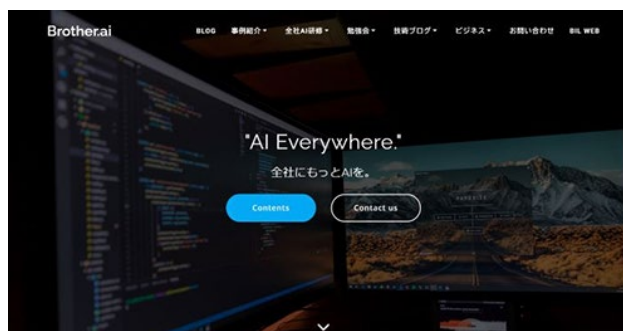 Brother.ai
BLOG 事例紹介 全社AI研修 勉強会 技術ブログ ビジネス お問い合わせ BIL WEB
"AI Everywhere."
全社にもっとAIを。
Contents Contact us